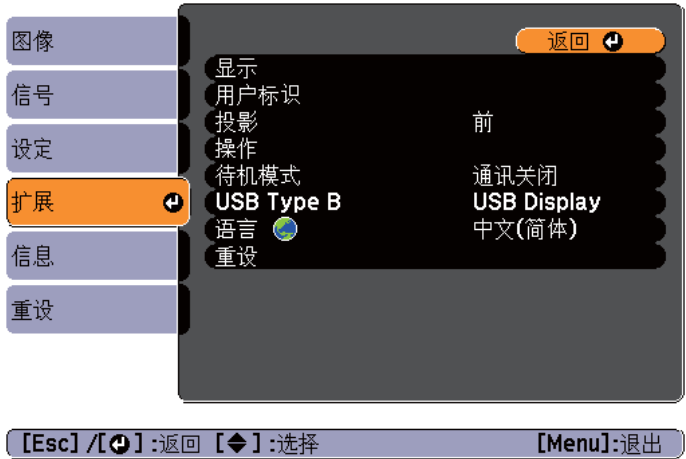 图像
信号
设定
扩展
信息
重设
返回
显示
用户标识
投影 前
操作
待机模式 通讯关闭
USB Type B USB Display
语言 中文(简体)
重设
[Esc] /[ ] :返回 [ ] :选择 [Menu]:退出